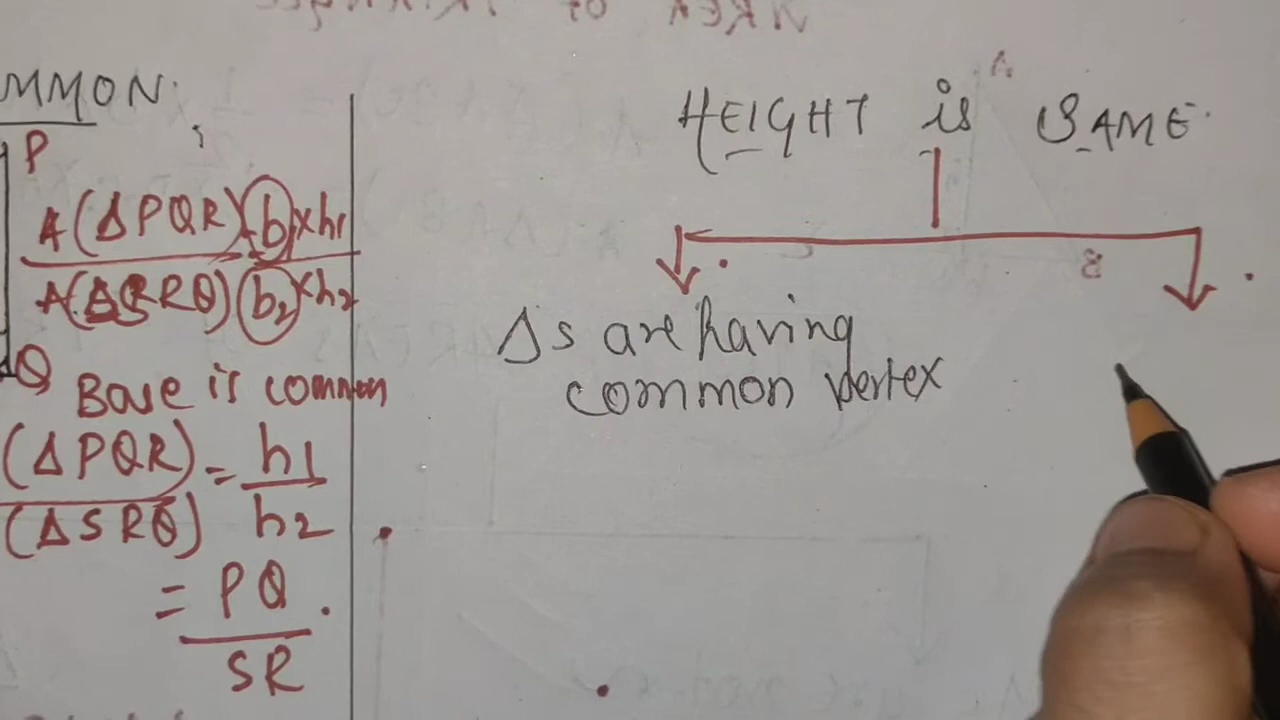 MMON.
P
A(ΔPQR) = b1×h1
A(ΔSRQ) b2×h2
Q
Base is common
(ΔPQR) = h1
(ΔSRQ) h2
= PQ.
SR
HEIGHT is SAME.
Δs are having
common vertex